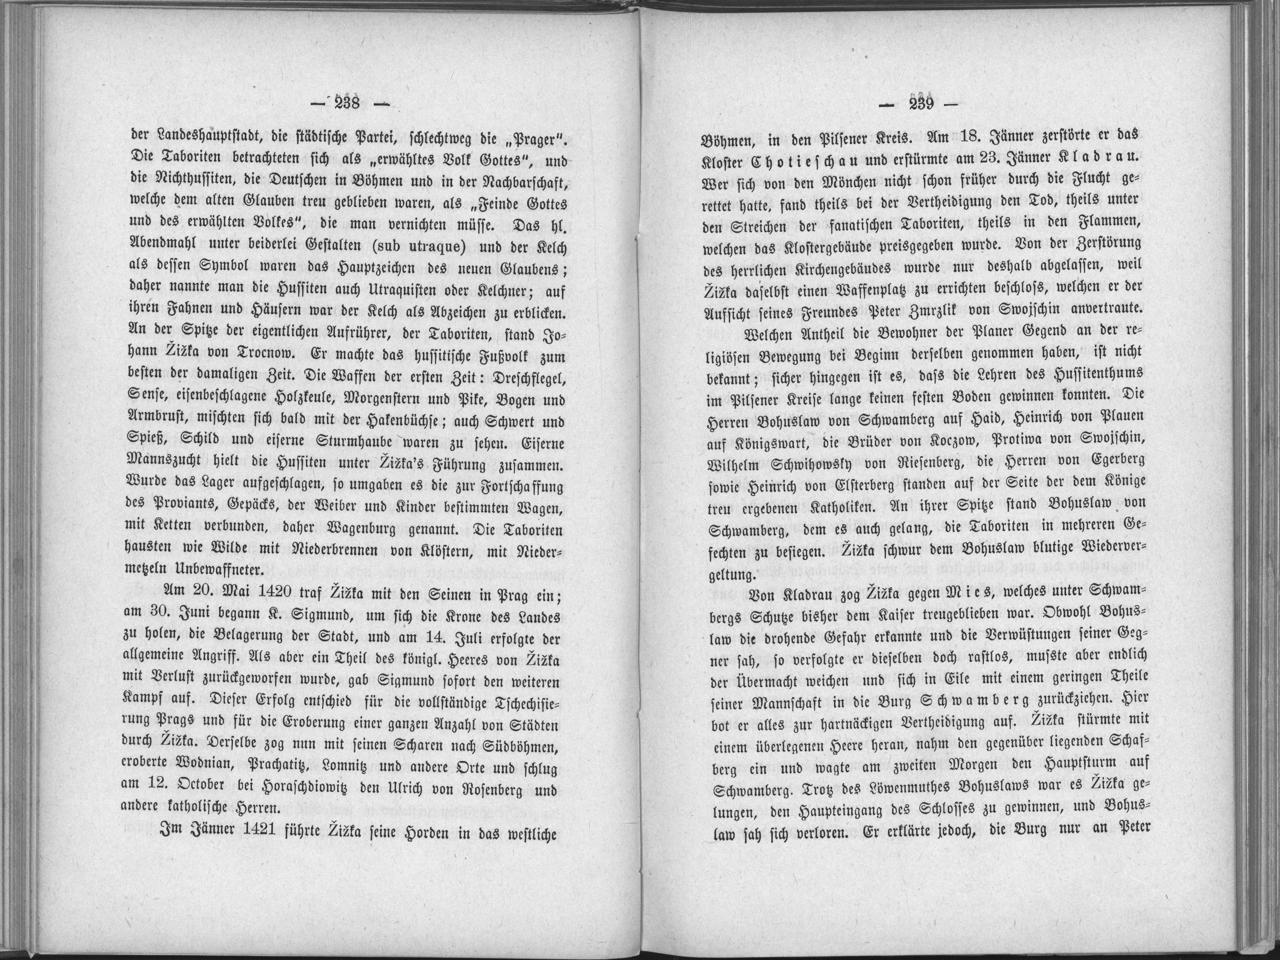 — 238 —
der Landeshauptstadt, die städtische Partei, schlechtweg die „Prager".
Die Taboriten betrachteten sich als „erwähltes Volk Gottes", und
die Nichthussiten, die Deutschen in Böhmen und in der Nachbarschaft,
welche dem alten Glauben treu geblieben waren, als „Feinde Gottes
und des erwählten Volkes", die man vernichten müsse. Das hl.
Abendmahl unter beiderlei Gestalten (sub utraque) und der Kelch
als dessen Symbol waren das Hauptzeichen des neuen Glaubens;
daher nannte man die Hussiten auch Utraquisten oder Kelchner; auf
ihren Fahnen und Häusern war der Kelch als Abzeichen zu erblicken.
An der Spitze der eigentlichen Aufrührer, der Taboriten, stand Jo-
hann Žižka von Trocnow. Er machte das hussitische Fußvolk zum
besten der damaligen Zeit. Die Waffen der ersten Zeit: Dreschflegel,
Sense, eisenbeschlagene Holzkeule, Morgenstern und Pike, Bogen und
Armbrust, mischten sich bald mit der Hakenbüchse; auch Schwert und
Spieß, Schild und eiserne Sturmhaube waren zu sehen. Eiserne
Mannszucht hielt die Hussiten unter Žižka's Führung zusammen.
Wurde das Lager aufgeschlagen, so umgaben es die zur Fortschaffung
des Proviants, Gepäcks, der Weiber und Kinder bestimmten Wagen,
mit Ketten verbunden, daher Wagenburg genannt. Die Taboriten
hausten wie Wilde mit Niederbrennen von Klöstern, mit Nieder-
metzeln Unbewaffneter.
Am 20. Mai 1420 traf Žižka mit den Seinen in Prag ein;
am 30. Juni begann K. Sigmund, um sich die Krone des Landes
zu holen, die Belagerung der Stadt, und am 14. Juli erfolgte der
allgemeine Angriff. Als aber ein Theil des königl. Heeres von Žižka
mit Verlust zurückgeworfen wurde, gab Sigmund sofort den weiteren
Kampf auf. Dieser Erfolg entschied für die vollständige Tschechisie-
rung Prags und für die Eroberung einer ganzen Anzahl von Städten
durch Žižka. Derselbe zog nun mit seinen Scharen nach Südböhmen,
eroberte Wodnian, Prachatitz, Lomnitz und andere Orte und schlug
am 12. October bei Horaschdiowitz den Ulrich von Rosenberg und
andere katholische Herren.
Im Jänner 1421 führte Žižka seine Horden in das westliche
— 239 —
Böhmen, in den Pilsener Kreis. Am 18. Jänner zerstörte er das
Kloster Chotieschau und erstürmte am 23. Jänner Kladrau.
Wer sich von den Mönchen nicht schon früher durch die Flucht ge-
rettet hatte, fand theils bei der Vertheidigung den Tod, theils unter
den Streichen der fanatischen Taboriten, theils in den Flammen,
welchen das Klostergebäude preisgegeben wurde. Von der Zerstörung
des herrlichen Kirchengebäudes wurde nur deshalb abgelassen, weil
Žižka daselbst einen Waffenplatz zu errichten beschloss, welchen er der
Aufsicht seines Freundes Peter Zmrzlik von Swojschin anvertraute.
Welchen Antheil die Bewohner der Planer Gegend an der re-
ligiösen Bewegung bei Beginn derselben genommen haben, ist nicht
bekannt; sicher hingegen ist es, dass die Lehren des Hussitenthums
im Pilsener Kreise lange keinen festen Boden gewinnen konnten. Die
Herren Bohuslaw von Schwamberg auf Haid, Heinrich von Plauen
auf Königswart, die Brüder von Koczow, Protiwa von Swojschin,
Wilhelm Schwihowsky von Riesenberg, die Herren von Egerberg
sowie Heinrich von Elsterberg standen auf der Seite der dem Könige
treu ergebenen Katholiken. An ihrer Spitze stand Bohuslaw von
Schwamberg, dem es auch gelang, die Taboriten in mehreren Ge-
fechten zu besiegen. Žižka schwur dem Bohuslaw blutige Wiederver-
geltung.
Von Kladrau zog Žižka gegen Mies, welches unter Schwam-
bergs Schutze bisher dem Kaiser treugeblieben war. Obwohl Bohus-
law die drohende Gefahr erkannte und die Verwüstungen seiner Geg-
ner sah, so verfolgte er dieselben doch rastlos, musste aber endlich
der Übermacht weichen und sich in Eile mit einem geringen Theile
seiner Mannschaft in die Burg Schwamberg zurückziehen. Hier
bot er alles zur hartnäckigen Vertheidigung auf. Žižka stürmte mit
einem überlegenen Heere heran, nahm den gegenüber liegenden Schaf-
berg ein und wagte am zweiten Morgen den Hauptsturm auf
Schwamberg. Trotz des Löwenmuthes Bohuslaws war es Žižka ge-
lungen, den Haupteingang des Schlosses zu gewinnen, und Bohus-
law sah sich verloren. Er erklärte jedoch, die Burg nur an Peter